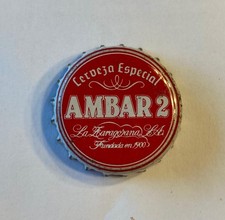 Cerveza Especial
AMBAR 2
La Zaragozana S.A.
Fundada en 1900